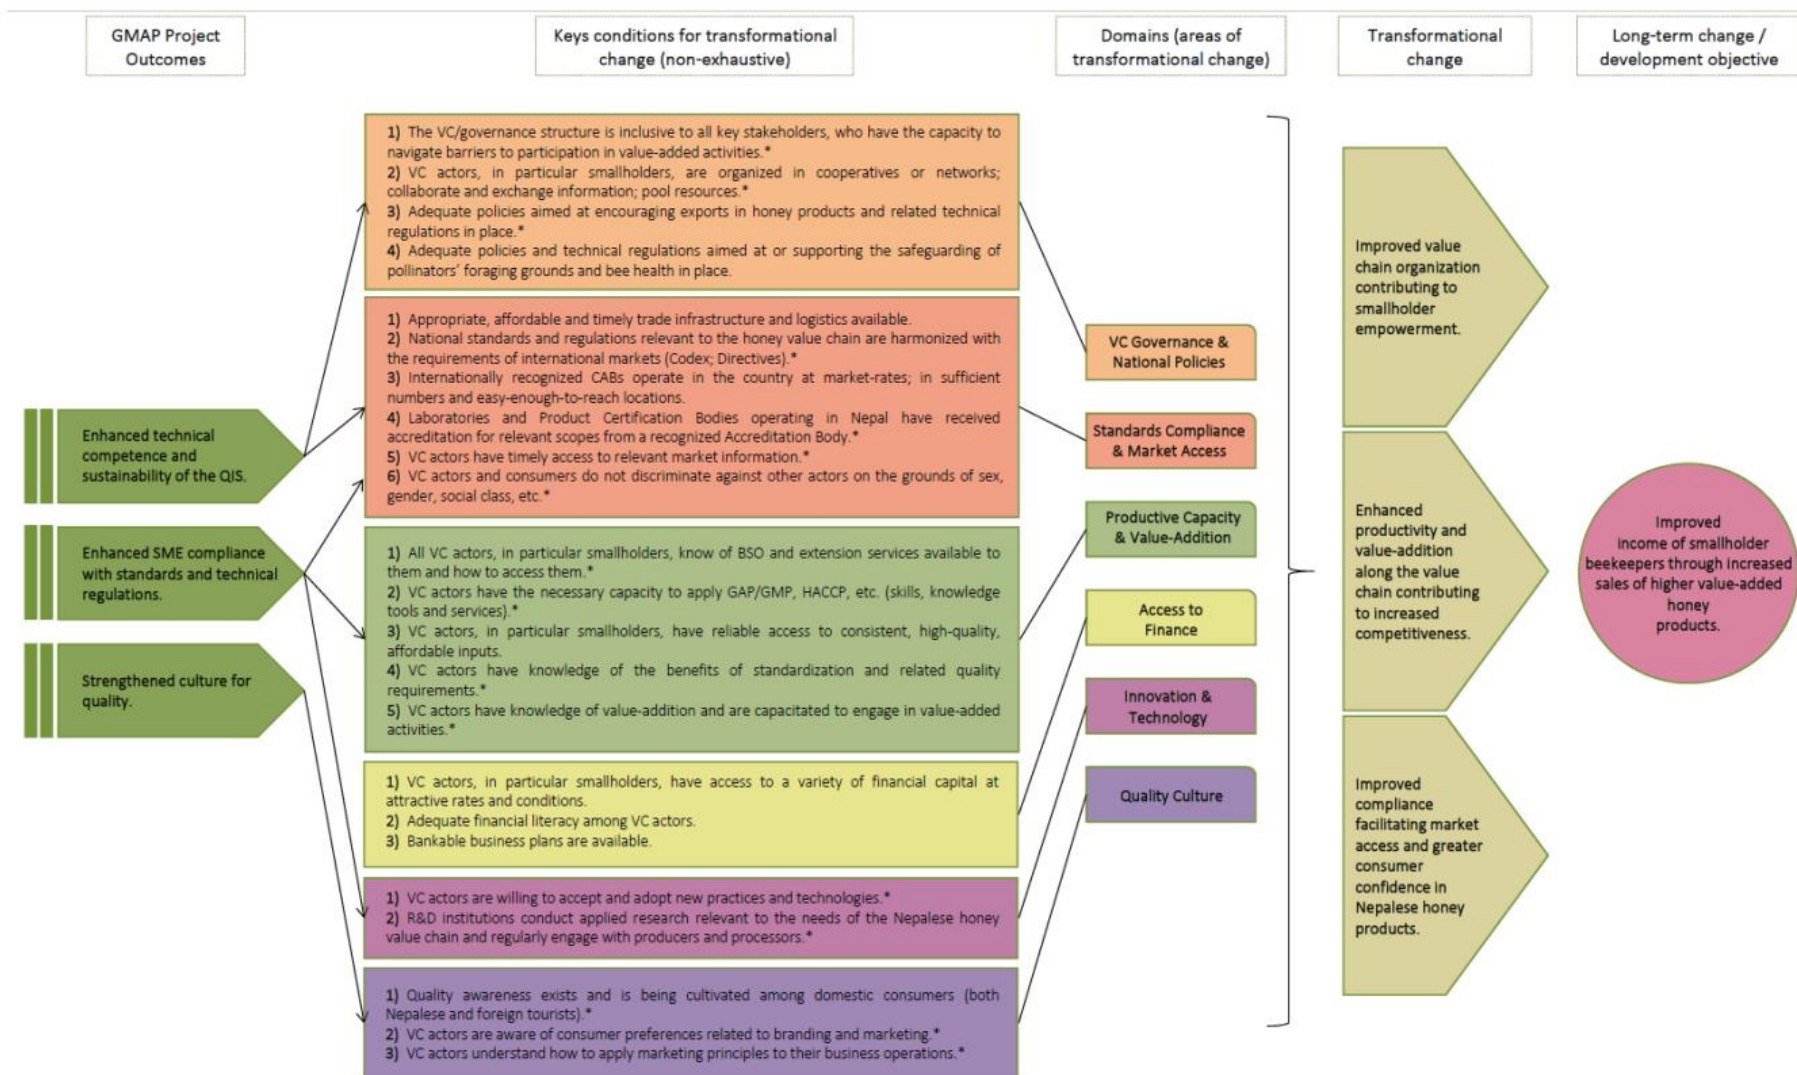 GMAP Project
Outcomes
Keys conditions for transformational
change (non-exhaustive)
Domains (areas of
transformational change)
Transformational
change
Long-term change /
development objective
Enhanced technical
competence and
sustainability of the QIS.
Enhanced SME compliance
with standards and technical
regulations.
Strengthened culture for
quality.
1) The VC/governance structure is inclusive to all key stakeholders, who have the capacity to
navigate barriers to participation in value-added activities.*
2) VC actors, in particular smallholders, are organized in cooperatives or networks;
collaborate and exchange information; pool resources.*
3) Adequate policies aimed at encouraging exports in honey products and related technical
regulations in place.*
4) Adequate policies and technical regulations aimed at or supporting the safeguarding of
pollinators' foraging grounds and bee health in place.
1) Appropriate, affordable and timely trade infrastructure and logistics available.
2) National standards and regulations relevant to the honey value chain are harmonized with
the requirements of international markets (Codex; Directives).*
3) Internationally recognized CABs operate in the country at market-rates; in sufficient
numbers and easy-enough-to-reach locations.
4) Laboratories and Product Certification Bodies operating in Nepal have received
accreditation for relevant scopes from a recognized Accreditation Body.*
5) VC actors have timely access to relevant market information.*
6) VC actors and consumers do not discriminate against other actors on the grounds of sex,
gender, social class, etc.*
1) All VC actors, in particular smallholders, know of BSO and extension services available to
them and how to access them.*
2) VC actors have the necessary capacity to apply GAP/GMP, HACCP, etc. (skills, knowledge
tools and services).*
3) VC actors, in particular smallholders, have reliable access to consistent, high-quality,
affordable inputs.
4) VC actors have knowledge of the benefits of standardization and related quality
requirements.*
5) VC actors have knowledge of value-addition and are capacitated to engage in value-added
activities.*
1) VC actors, in particular smallholders, have access to a variety of financial capital at
attractive rates and conditions.
2) Adequate financial literacy among VC actors.
3) Bankable business plans are available.
1) VC actors are willing to accept and adopt new practices and technologies.*
2) R&D institutions conduct applied research relevant to the needs of the Nepalese honey
value chain and regularly engage with producers and processors.*
1) Quality awareness exists and is being cultivated among domestic consumers (both
Nepalese and foreign tourists).*
2) VC actors are aware of consumer preferences related to branding and marketing.*
3) VC actors understand how to apply marketing principles to their business operations.*
VC Governance &
National Policies
Standards Compliance
& Market Access
Productive Capacity
& Value-Addition
Access to
Finance
Innovation &
Technology
Quality Culture
Improved value
chain organization
contributing to
smallholder
empowerment.
Enhanced
productivity and
value-addition
along the value
chain contributing
to increased
competitiveness.
Improved
compliance
facilitating market
access and greater
consumer
confidence in
Nepalese honey
products.
Improved
income of smallholder
beekeepers through increased
sales of higher value-added
honey
products.